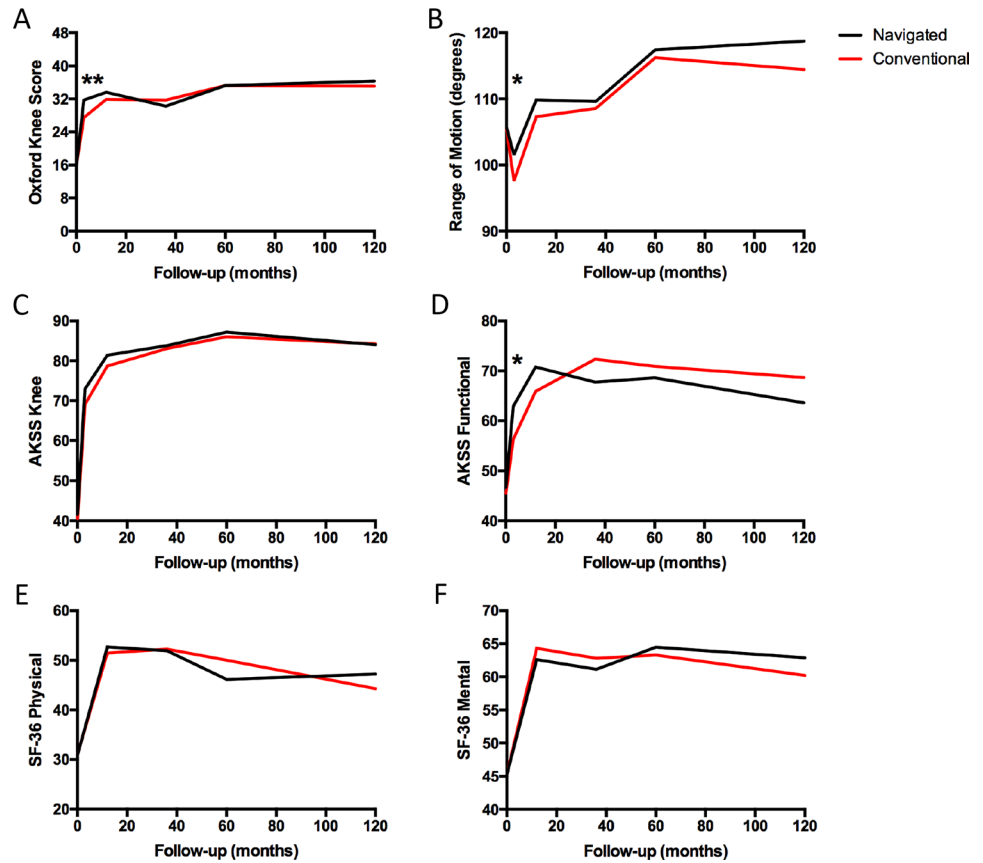 A
Oxford Knee Score
48
40
32
24
16
8
0
**
0 20 40 60 80 100 120
Follow-up (months)
B
Range of Motion (degrees)
120
110
100
90
*
0 20 40 60 80 100 120
Follow-up (months)
Navigated
Conventional
C
AKSS Knee
90
80
70
60
50
40
0 20 40 60 80 100 120
Follow-up (months)
D
AKSS Functional
80
70
60
50
40
*
0 20 40 60 80 100 120
Follow-up (months)
E
SF-36 Physical
60
50
40
30
20
0 20 40 60 80 100 120
Follow-up (months)
F
SF-36 Mental
70
65
60
55
50
45
40
0 20 40 60 80 100 120
Follow-up (months)